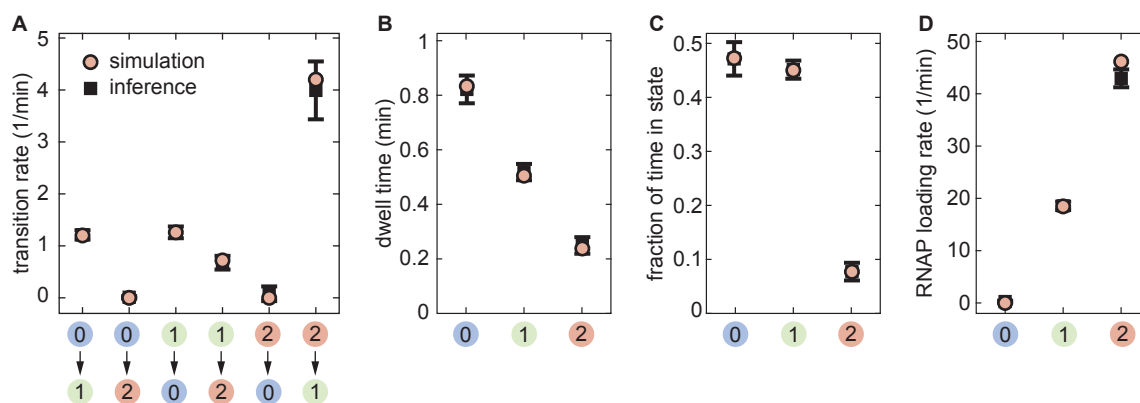 A
transition rate (1/min)
5
4
3
2
1
0
simulation
inference
0 0 1 1 2 2
1 2 0 2 0 1
B
dwell time (min)
1
0.8
0.6
0.4
0.2
0
0 1 2
C
fraction of time in state
0.5
0.4
0.3
0.2
0.1
0
0 1 2
D
RNAP loading rate (1/min)
50
40
30
20
10
0
0 1 2